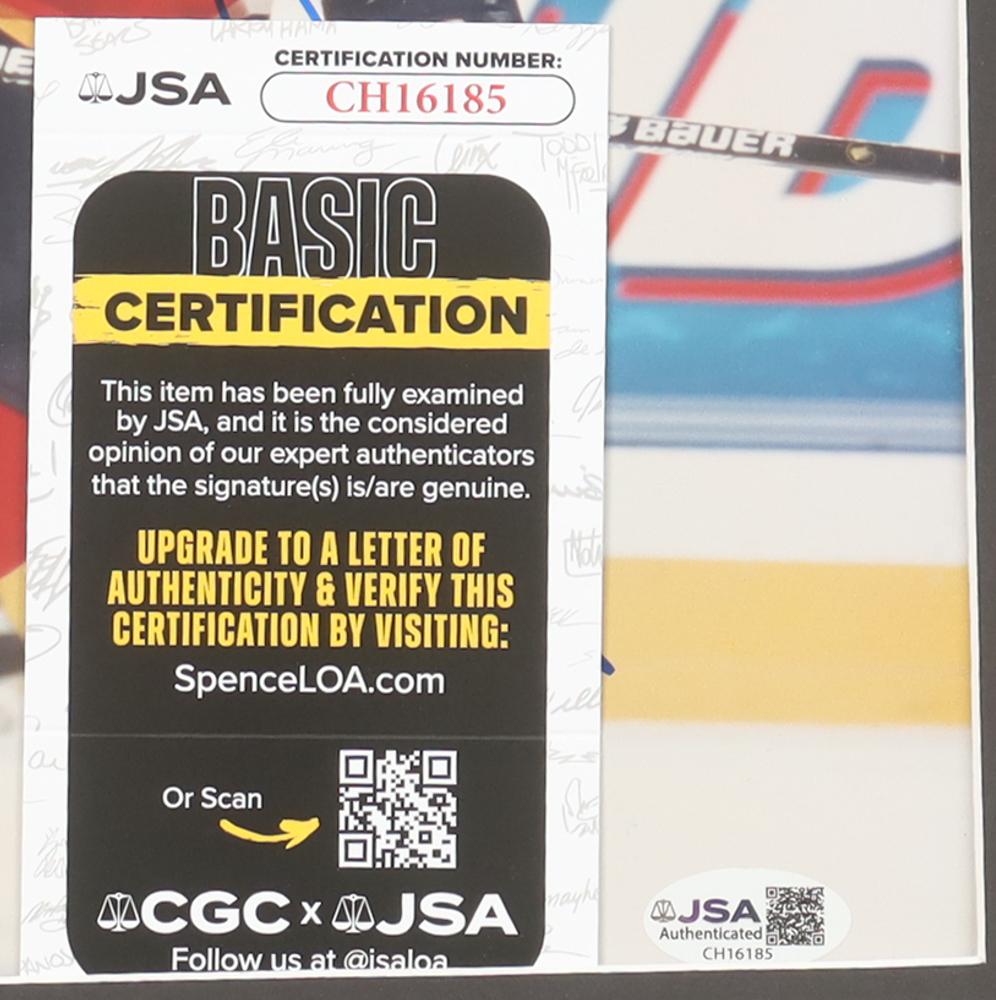 JSA
CERTIFICATION NUMBER:
CH16185
BAUER
BASIC
CERTIFICATION
This item has been fully examined
by JSA, and it is the considered
opinion of our expert authenticators
that the signature(s) is/are genuine.
UPGRADE TO A LETTER OF
AUTHENTICITY & VERIFY THIS
CERTIFICATION BY VISITING:
SpenceLOA.com
Or Scan
CGC x JSA
Follow us at @jsaloa
JSA
Authenticated
CH16185